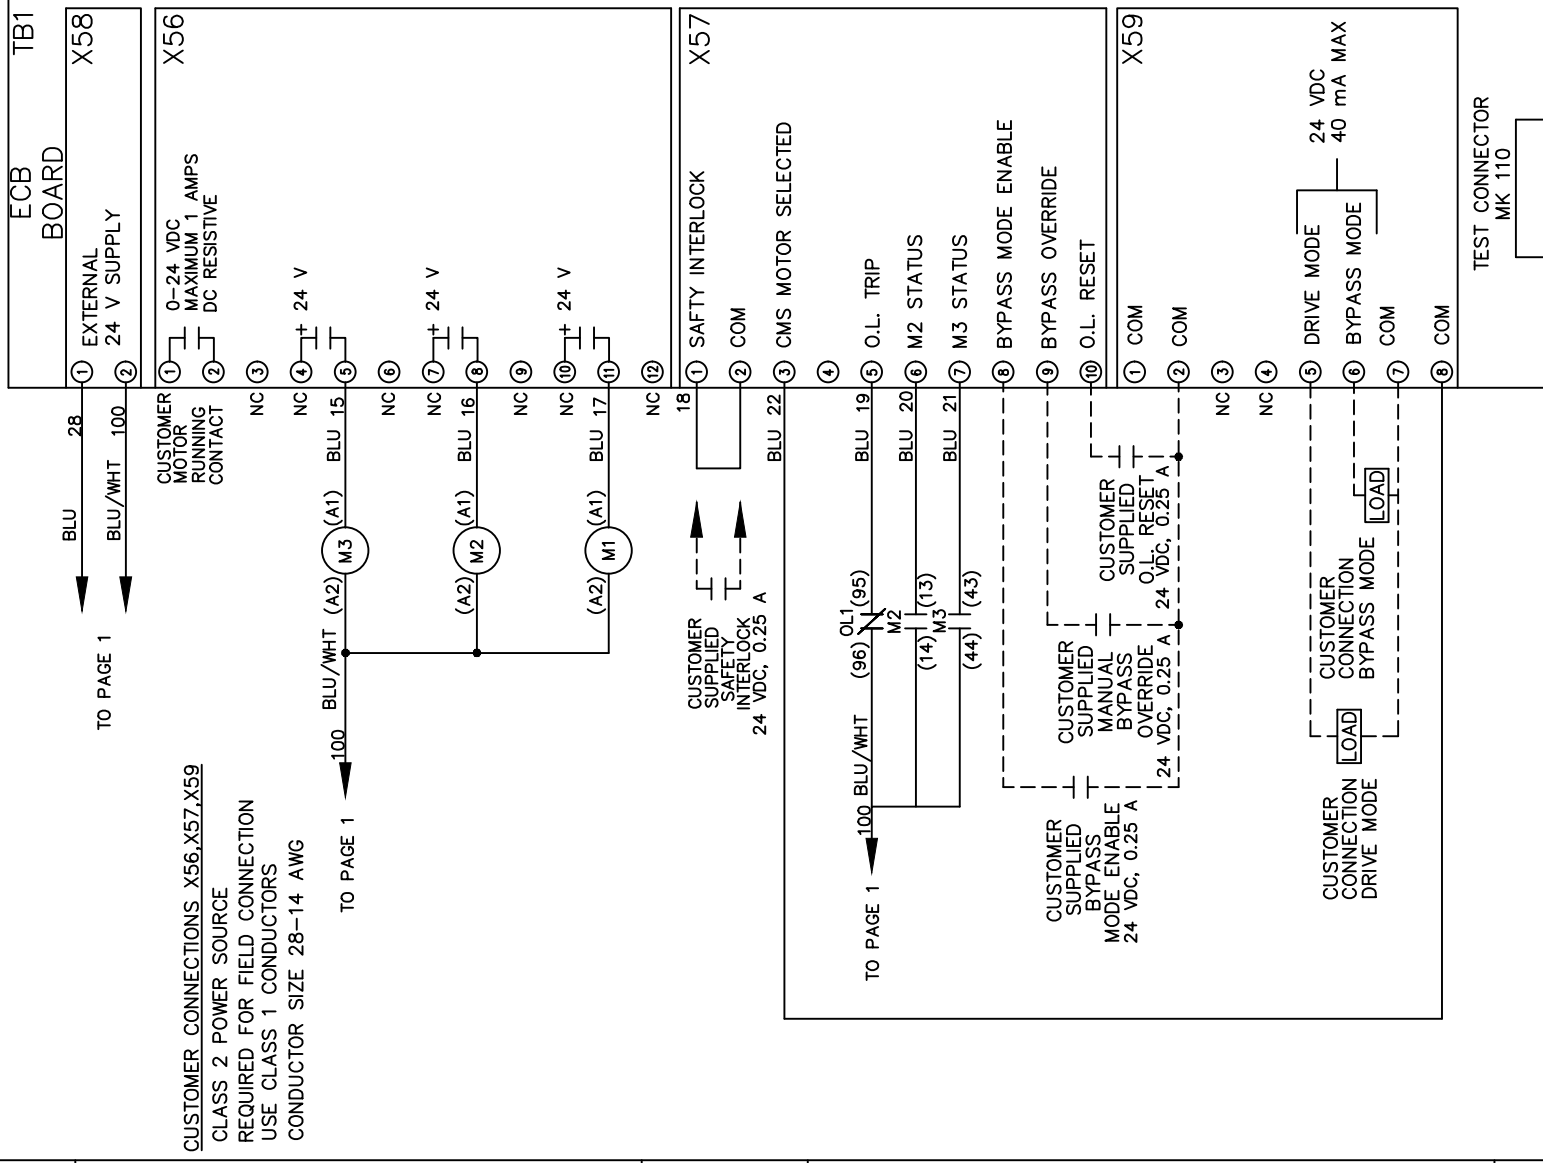 ECB
BOARD
TB1
X58
1
EXTERNAL
24 V SUPPLY
2
28
BLU
100
BLU/WHT
TO PAGE 1
X56
1
0-24 VDC
MAXIMUM 1 AMPS
DC RESISTIVE
2
CUSTOMER
MOTOR
RUNNING
CONTACT
3
NC
4
+ 24 V
NC
5
BLU 15
(A1)
M3
(A2)
BLU/WHT
100
TO PAGE 1
6
NC
7
+ 24 V
NC
8
BLU 16
(A1)
M2
(A2)
9
NC
10
+ 24 V
NC
11
BLU 17
(A1)
M1
(A2)
12
NC
CUSTOMER CONNECTIONS X56,X57,X59
CLASS 2 POWER SOURCE
REQUIRED FOR FIELD CONNECTION
USE CLASS 1 CONDUCTORS
CONDUCTOR SIZE 28-14 AWG
X57
1
SAFTY INTERLOCK
18
2
COM
CUSTOMER
SUPPLIED
SAFETY
INTERLOCK
24 VDC, 0.25 A
3
CMS MOTOR SELECTED
BLU 22
4
5
O.L. TRIP
BLU 19
(95)
OL1
(96)
BLU/WHT
100
TO PAGE 1
6
M2 STATUS
BLU 20
(13)
M2
(14)
7
M3 STATUS
BLU 21
(43)
M3
(44)
8
BYPASS MODE ENABLE
9
BYPASS OVERRIDE
10
O.L. RESET
CUSTOMER
SUPPLIED
O.L. RESET
24 VDC, 0.25 A
CUSTOMER
SUPPLIED
MANUAL
BYPASS
OVERRIDE
24 VDC, 0.25 A
CUSTOMER
SUPPLIED
BYPASS
MODE ENABLE
24 VDC, 0.25 A
X59
1
COM
2
COM
3
NC
4
NC
5
DRIVE MODE
6
BYPASS MODE
7
COM
8
COM
24 VDC
40 mA MAX
LOAD
CUSTOMER
CONNECTION
BYPASS MODE
LOAD
CUSTOMER
CONNECTION
DRIVE MODE
TEST CONNECTOR
MK 110